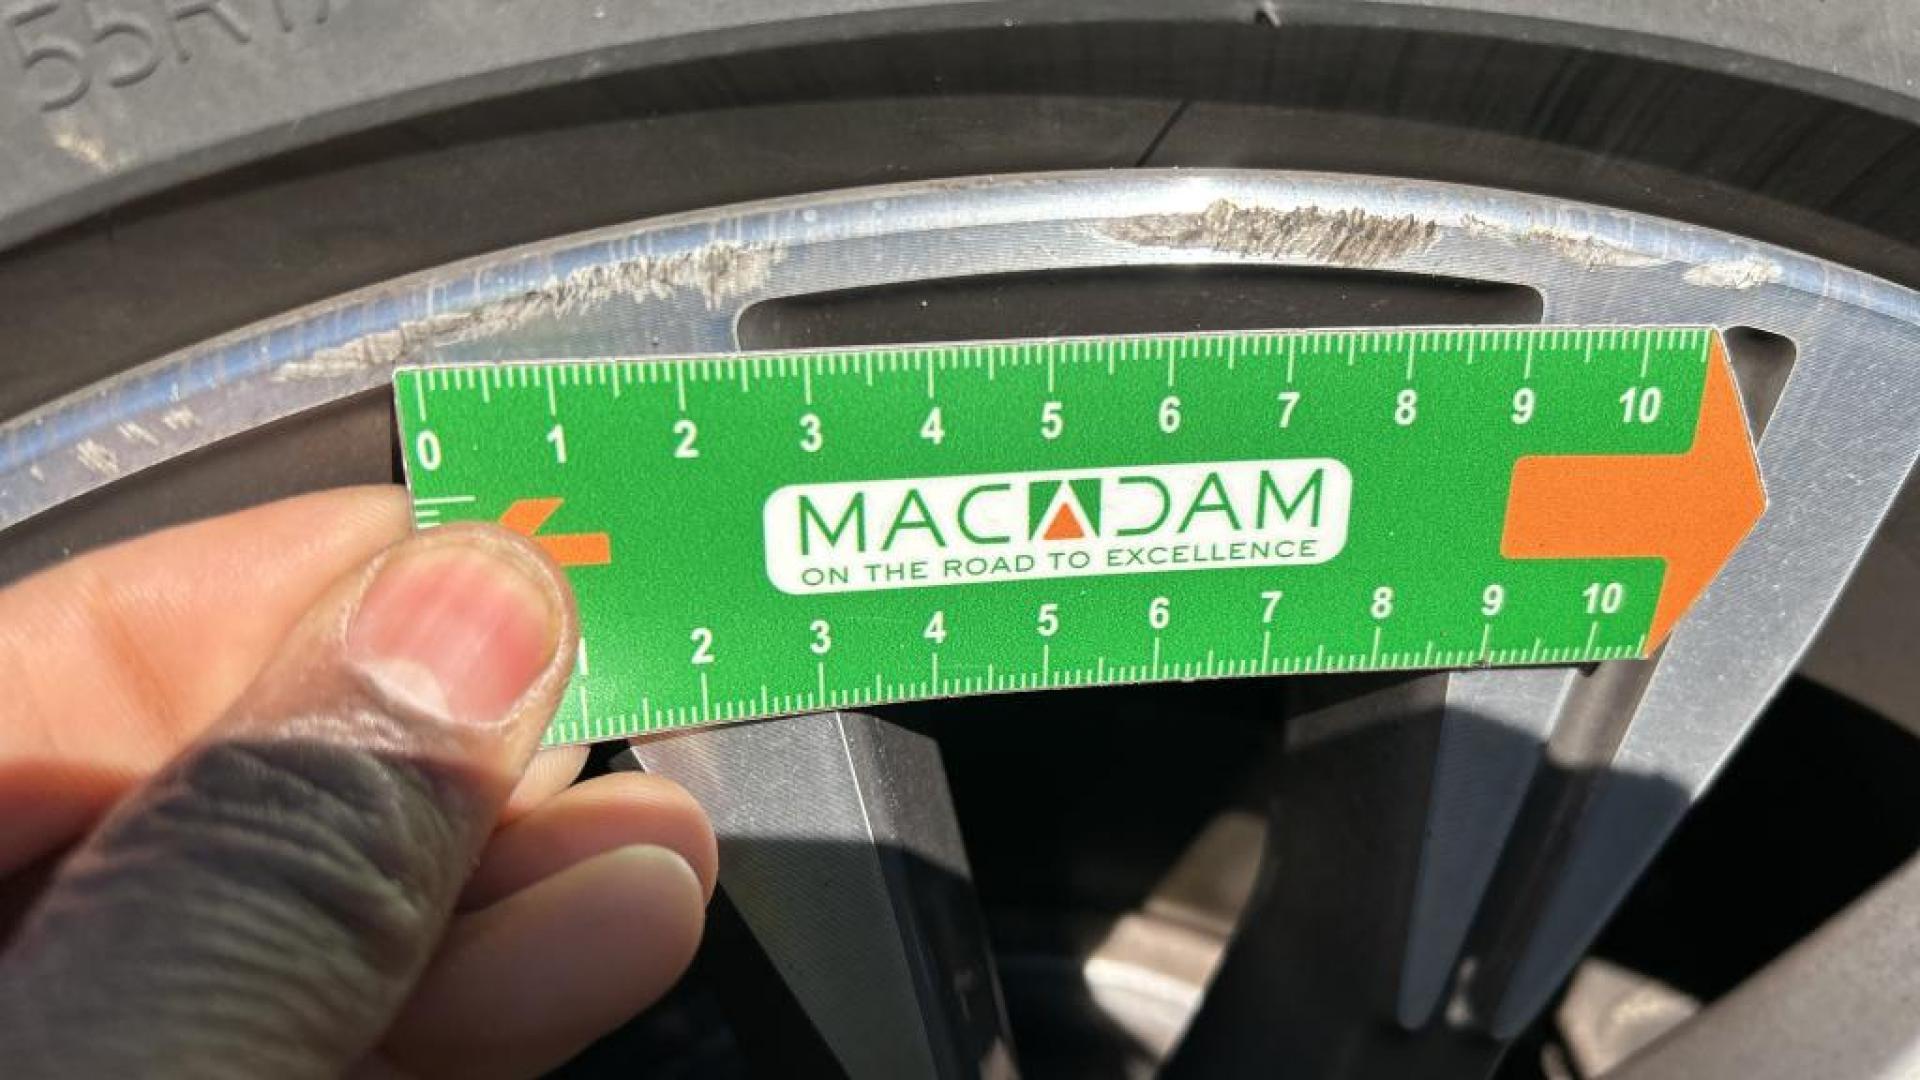 55R17
0 1 2 3 4 5 6 7 8 9 10
MACADAM
ON THE ROAD TO EXCELLENCE
1 2 3 4 5 6 7 8 9 10